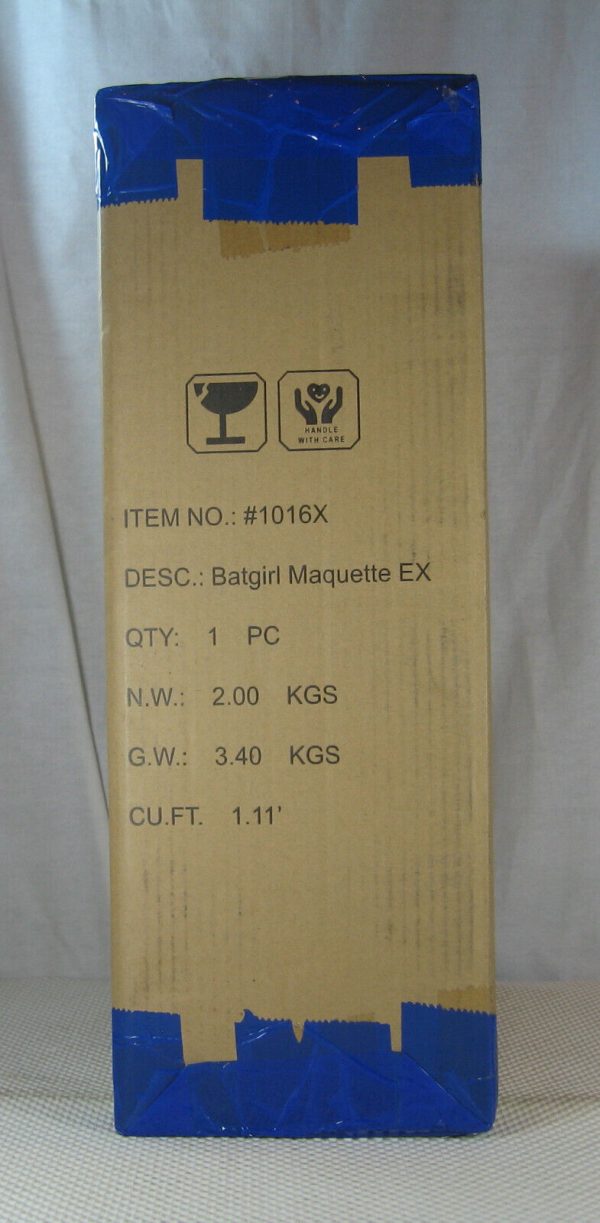 HANDLE
WITH CARE
ITEM NO.: #1016X
DESC.: Batgirl Maquette EX
QTY: 1 PC
N.W.: 2.00 KGS
G.W.: 3.40 KGS
CU.FT. 1.11'